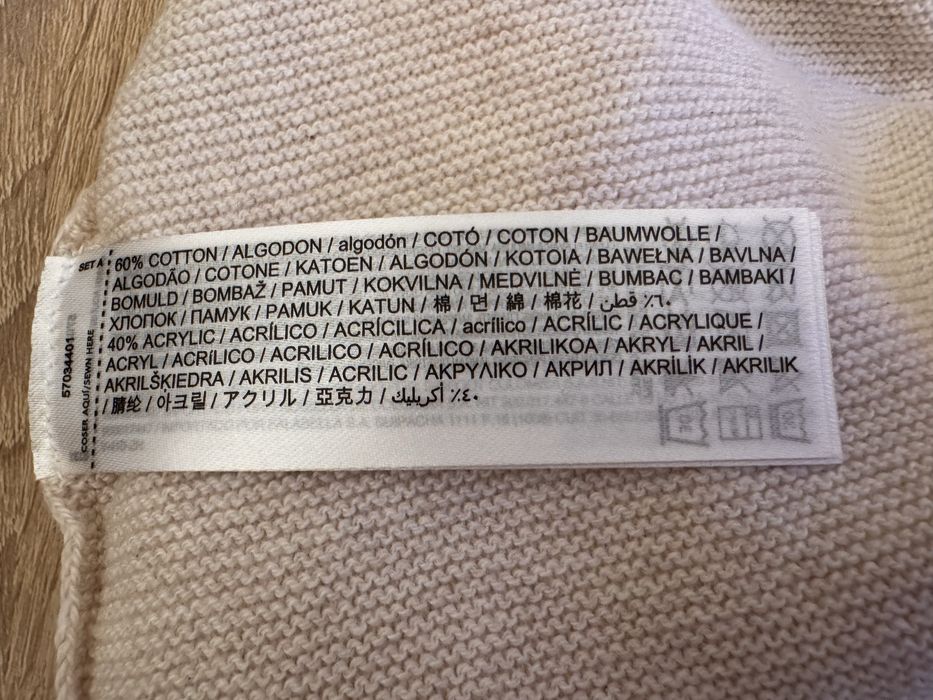 SET A
57034401
COSER AQUÍ/SEWN HERE
60% COTTON / ALGODON / algodón / COTÓ / COTON / BAUMWOLLE /
ALGODÃO / COTONE / KATOEN / ALGODÓN / KOTOIA / BAWEŁNA / BAVLNA /
BOMULD / BOMBAŽ / PAMUT / KOKVILNA / MEDVILNĖ / BUMBAC / ΒΑΜΒΑΚΙ /
ХЛОПОК / ПАМУК / PAMUK / KATUN / 棉 / 면 / 綿 / 棉花 / قطن /٪٦٠
40% ACRYLIC / ACRÍLICO / ACRÍCILICA / acrílico / ACRÍLIC / ACRYLIQUE /
ACRYL / ACRÍLICO / ACRILICO / ACRÍLICO / AKRILIKOA / AKRYL / AKRIL /
AKRILŠĶIEDRA / AKRILIS / ACRILIC / ΑΚΡΥΛΙΚΟ / АКРИЛ / AKRİLİK / AKRILIK
/ 腈纶 / 아크릴 / アクリル / 亞克力 / أكريليك /٪٤٠